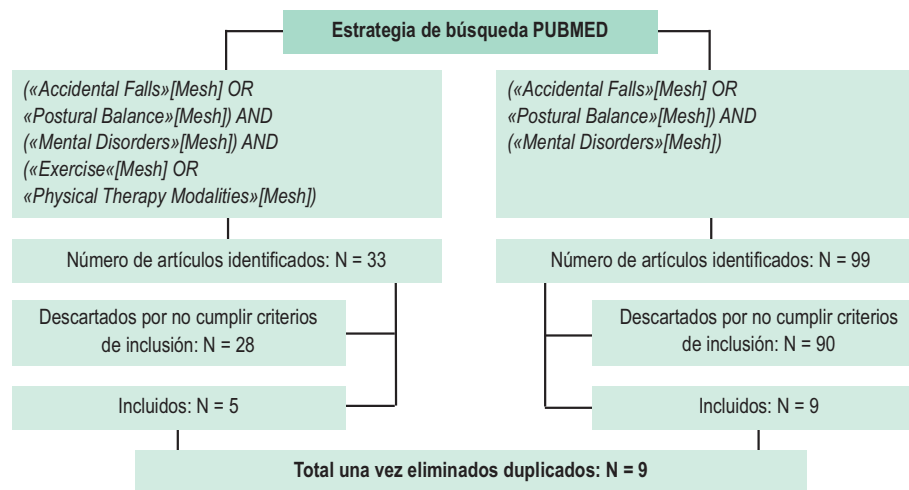 Estrategia de búsqueda PUBMED
(«Accidental Falls»[Mesh] OR
«Postural Balance»[Mesh]) AND
(«Mental Disorders»[Mesh]) AND
(«Exercise«[Mesh] OR
«Physical Therapy Modalities»[Mesh])
(«Accidental Falls»[Mesh] OR
«Postural Balance»[Mesh]) AND
(«Mental Disorders»[Mesh])
Número de artículos identificados: N = 33
Número de artículos identificados: N = 99
Descartados por no cumplir criterios
de inclusión: N = 28
Descartados por no cumplir criterios
de inclusión: N = 90
Incluidos: N = 5
Incluidos: N = 9
Total una vez eliminados duplicados: N = 9